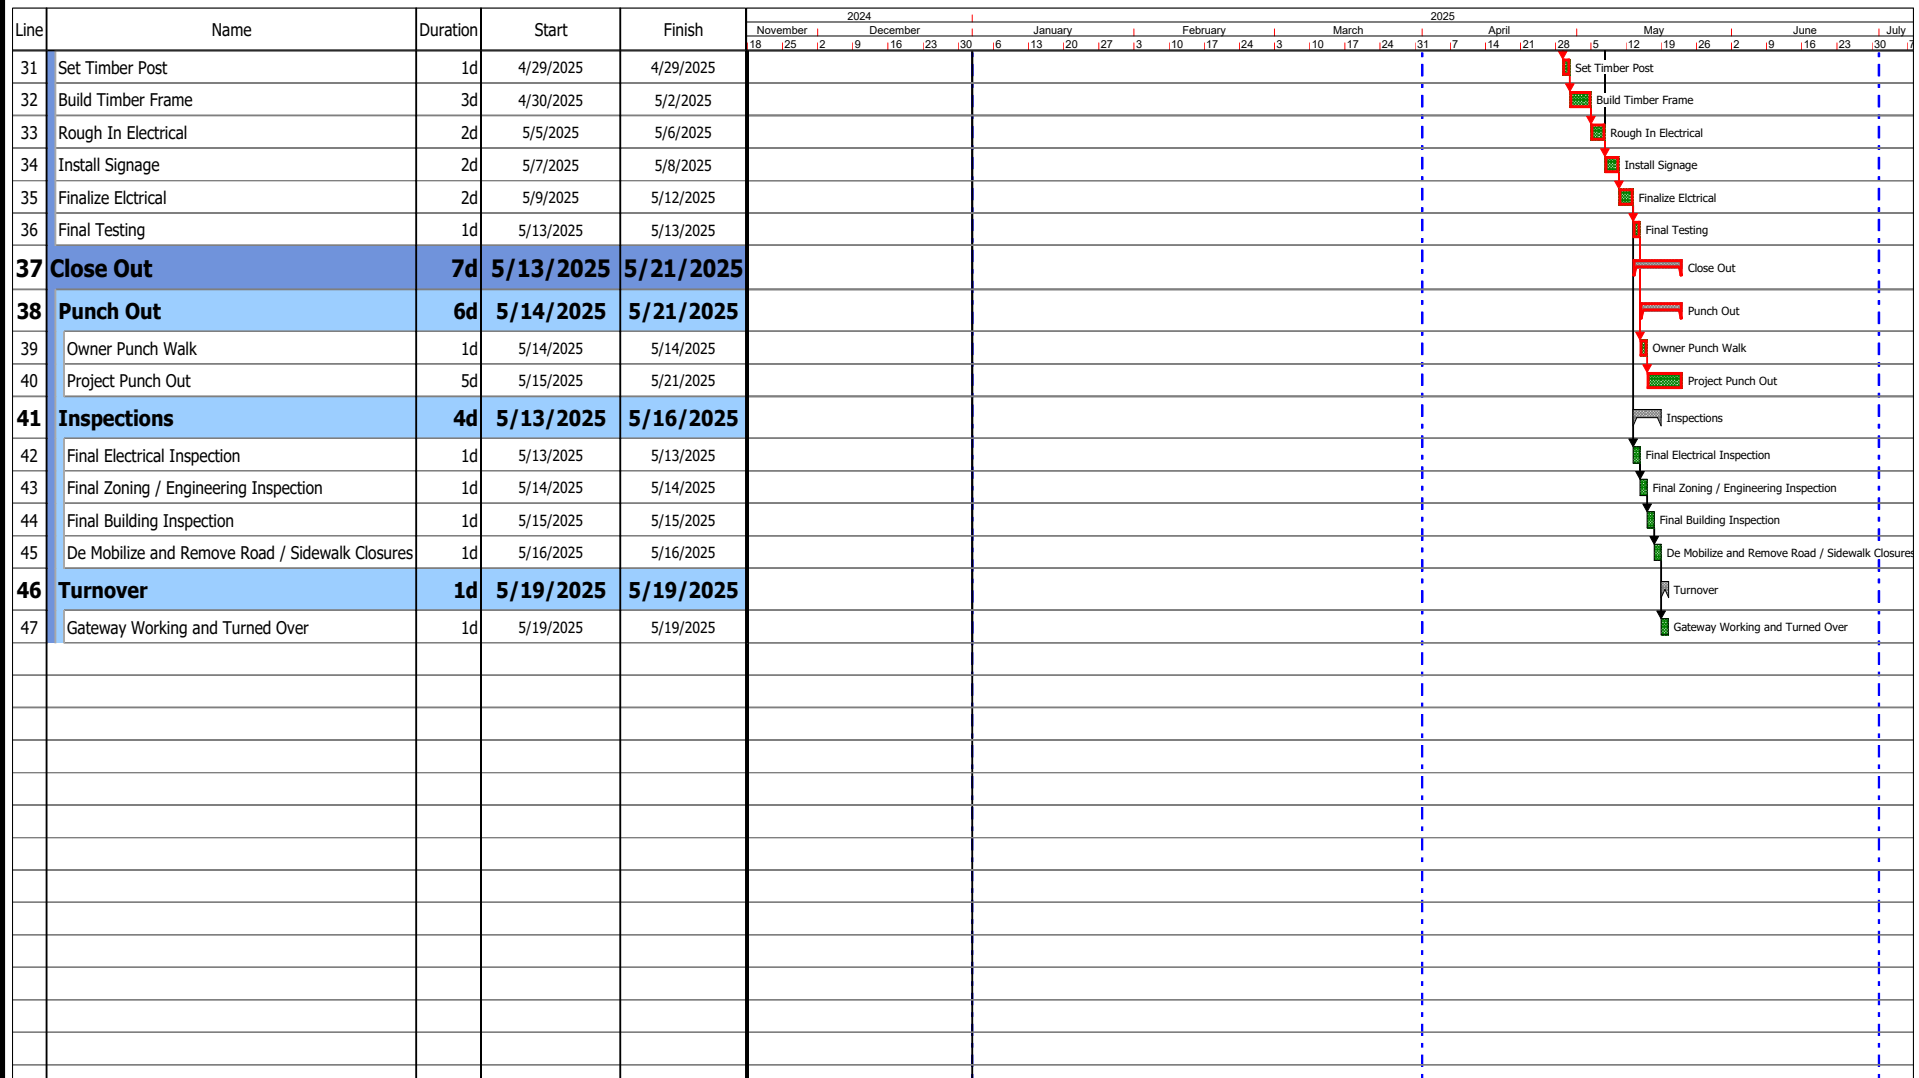 Line Name Duration Start Finish 2024 2025
November December January February March April May June July
18 25 2 9 16 23 30 6 13 20 27 3 10 17 24 3 10 17 24 31 7 14 21 28 5 12 19 26 2 9 16 23 30 7
31 Set Timber Post 1d 4/29/2025 4/29/2025 Set Timber Post
32 Build Timber Frame 3d 4/30/2025 5/2/2025 Build Timber Frame
33 Rough In Electrical 2d 5/5/2025 5/6/2025 Rough In Electrical
34 Install Signage 2d 5/7/2025 5/8/2025 Install Signage
35 Finalize Elctrical 2d 5/9/2025 5/12/2025 Finalize Elctrical
36 Final Testing 1d 5/13/2025 5/13/2025 Final Testing
37 Close Out 7d 5/13/2025 5/21/2025 Close Out
38 Punch Out 6d 5/14/2025 5/21/2025 Punch Out
39 Owner Punch Walk 1d 5/14/2025 5/14/2025 Owner Punch Walk
40 Project Punch Out 5d 5/15/2025 5/21/2025 Project Punch Out
41 Inspections 4d 5/13/2025 5/16/2025 Inspections
42 Final Electrical Inspection 1d 5/13/2025 5/13/2025 Final Electrical Inspection
43 Final Zoning / Engineering Inspection 1d 5/14/2025 5/14/2025 Final Zoning / Engineering Inspection
44 Final Building Inspection 1d 5/15/2025 5/15/2025 Final Building Inspection
45 De Mobilize and Remove Road / Sidewalk Closures 1d 5/16/2025 5/16/2025 De Mobilize and Remove Road / Sidewalk Closures
46 Turnover 1d 5/19/2025 5/19/2025 Turnover
47 Gateway Working and Turned Over 1d 5/19/2025 5/19/2025 Gateway Working and Turned Over